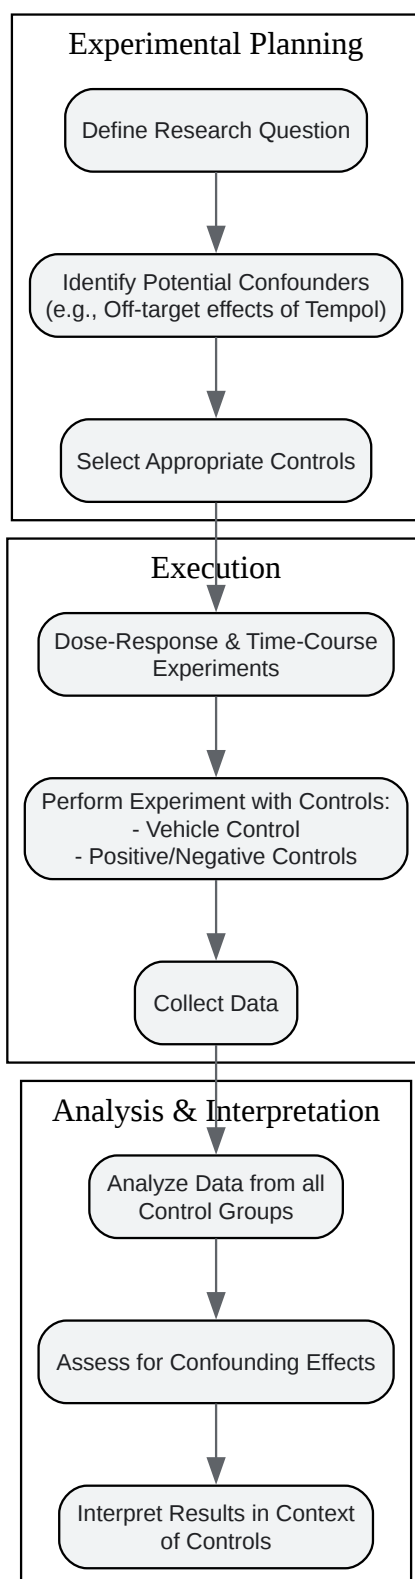 Experimental Planning
Define Research Question
Identify Potential Confounders
(e.g., Off-target effects of Tempol)
Select Appropriate Controls
Execution
Dose-Response & Time-Course
Experiments
Perform Experiment with Controls:
- Vehicle Control
- Positive/Negative Controls
Collect Data
Analysis & Interpretation
Analyze Data from all
Control Groups
Assess for Confounding Effects
Interpret Results in Context
of Controls